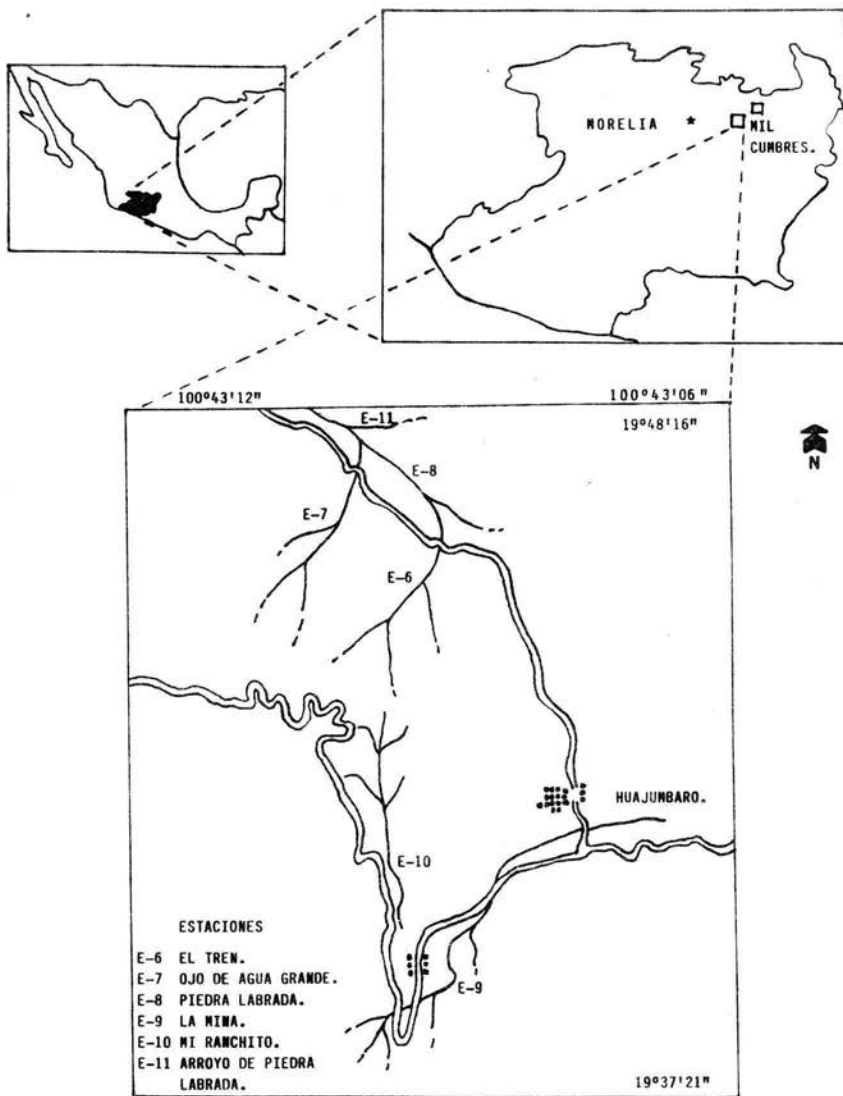 MORELIA *
MIL
CUMBRES.
100°43'12"
100°43'06"
19°48'16"
N
E-11
E-8
E-7
E-6
HUAJUMBARO.
E-10
E-9
ESTACIONES
E-6 EL TREN.
E-7 OJO DE AGUA GRANDE.
E-8 PIEDRA LABRADA.
E-9 LA MINA.
E-10 MI RANCHITO.
E-11 ARROYO DE PIEDRA
LABRADA.
19°37'21"